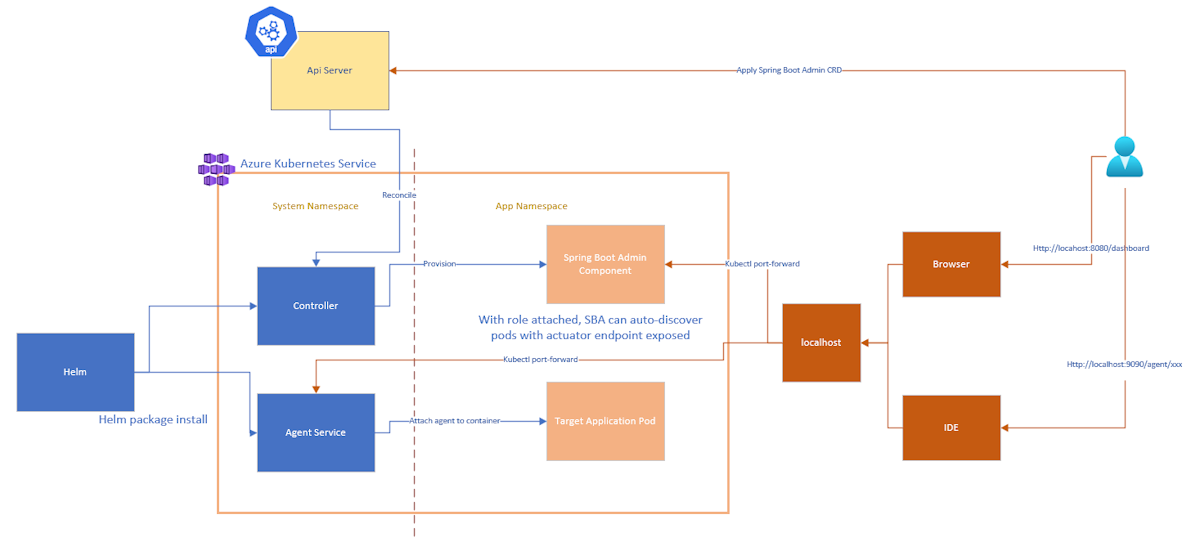 api
Api Server
Apply Spring Boot Admin CRD
Azure Kubernetes Service
Reconcile
System Namespace
App Namespace
Http://locahost:8080/dashboard
Spring Boot Admin
Component
Provision
Kubectl port-forward
Browser
Controller
With role attached, SBA can auto-discover
pods with actuator endpoint exposed
localhost
Kubectl port-forward
Http://localhost:9090/agent/xxx
Helm
Helm package install
Agent Service
Attach agent to container
Target Application Pod
IDE